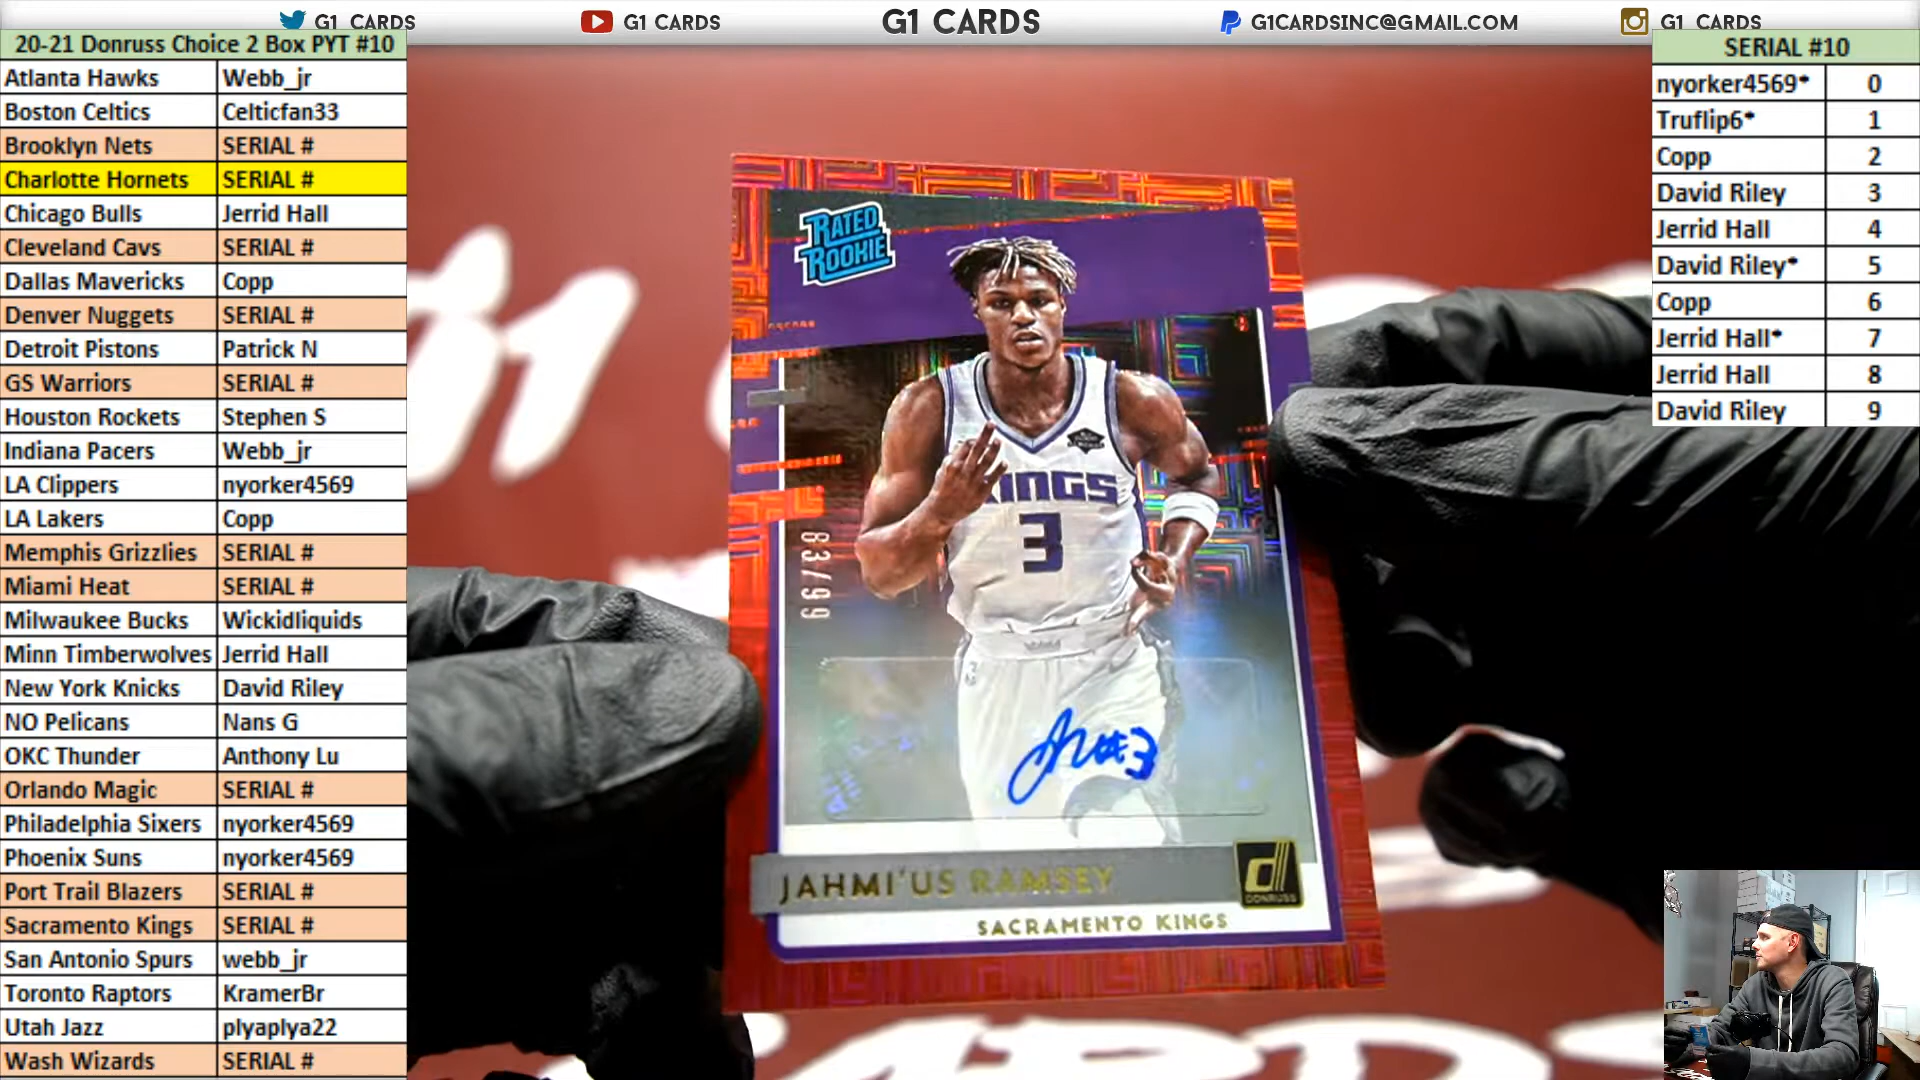 G1 CARDS
G1 CARDS
G1 CARDS
G1CARDSINC@GMAIL.COM
G1 CARDS
20-21 Donruss Choice 2 Box PYT #10
Atlanta Hawks Webb_jr
Boston Celtics Celticfan33
Brooklyn Nets SERIAL #
Charlotte Hornets SERIAL #
Chicago Bulls Jerrid Hall
Cleveland Cavs SERIAL #
Dallas Mavericks Copp
Denver Nuggets SERIAL #
Detroit Pistons Patrick N
GS Warriors SERIAL #
Houston Rockets Stephen S
Indiana Pacers Webb_jr
LA Clippers nyorker4569
LA Lakers Copp
Memphis Grizzlies SERIAL #
Miami Heat SERIAL #
Milwaukee Bucks Wickidliquids
Minn Timberwolves Jerrid Hall
New York Knicks David Riley
NO Pelicans Nans G
OKC Thunder Anthony Lu
Orlando Magic SERIAL #
Philadelphia Sixers nyorker4569
Phoenix Suns nyorker4569
Port Trail Blazers SERIAL #
Sacramento Kings SERIAL #
San Antonio Spurs webb_jr
Toronto Raptors KramerBr
Utah Jazz plyaplya22
Wash Wizards SERIAL #
RATED
ROOKIE
KINGS
3
83/99
#3
JAHMI'US RAMSEY
DONRUSS
SACRAMENTO KINGS
SERIAL #10
nyorker4569* 0
Truflip6* 1
Copp 2
David Riley 3
Jerrid Hall 4
David Riley* 5
Copp 6
Jerrid Hall* 7
Jerrid Hall 8
David Riley 9